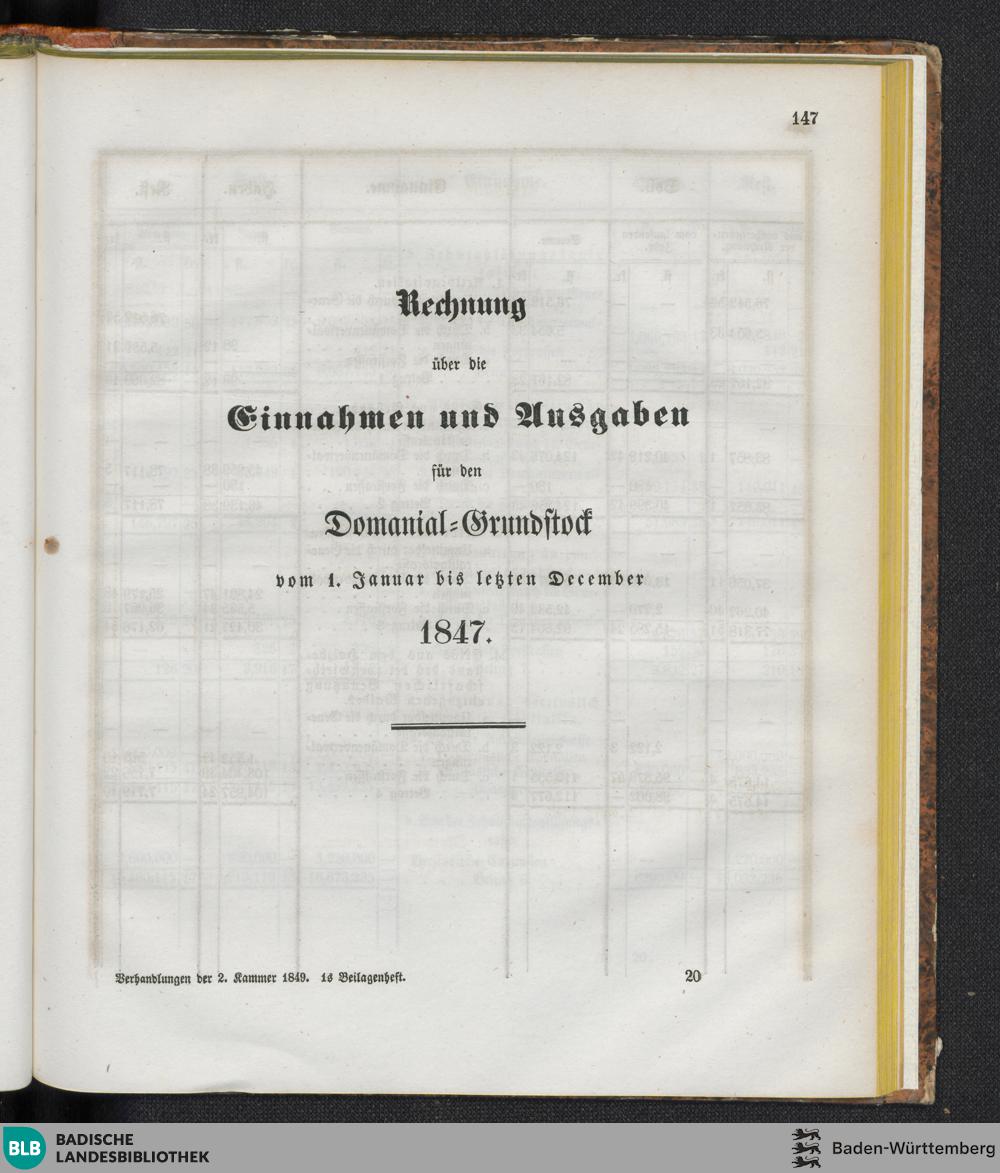 147
Rechnung
über die
Einnahmen und Ausgaben
für den
Domanial-Grundstock
vom 1. Januar bis letzten December
1847.
Verhandlungen der 2. Kammer 1849. 1s Beilagenheft. 20
BLB BADISCHE
LANDESBIBLIOTHEK
Baden-Württemberg